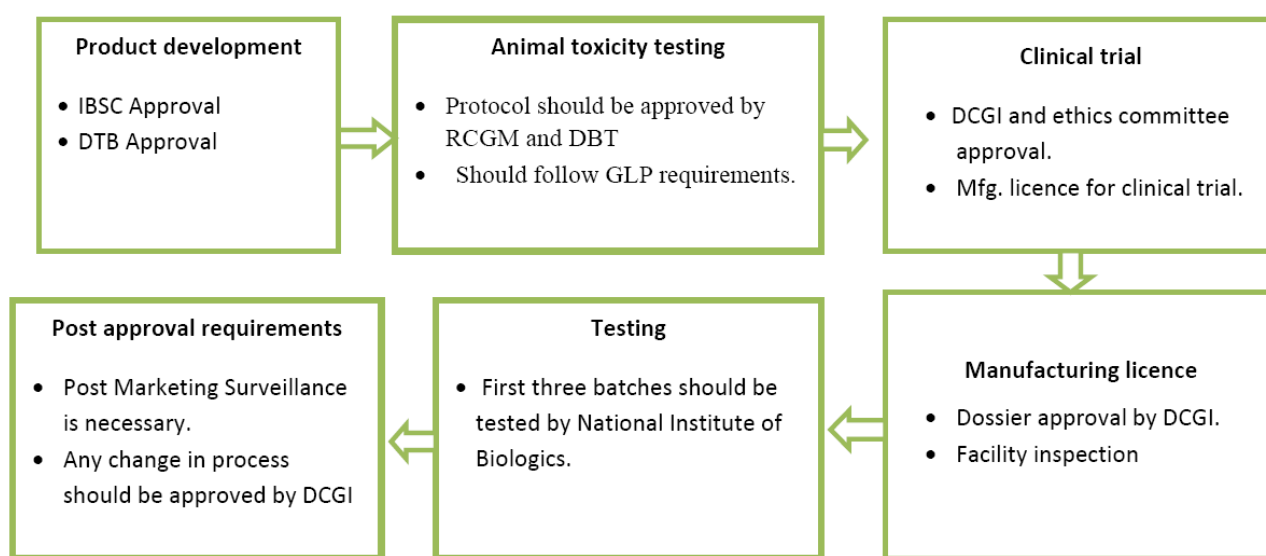 Product development
• IBSC Approval
• DTB Approval
Animal toxicity testing
• Protocol should be approved by
RCGM and DBT
• Should follow GLP requirements.
Clinical trial
• DCGI and ethics committee
approval.
• Mfg. licence for clinical trial.
Manufacturing licence
• Dossier approval by DCGI.
• Facility inspection
Testing
• First three batches should be
tested by National Institute of
Biologics.
Post approval requirements
• Post Marketing Surveillance
is necessary.
• Any change in process
should be approved by DCGI